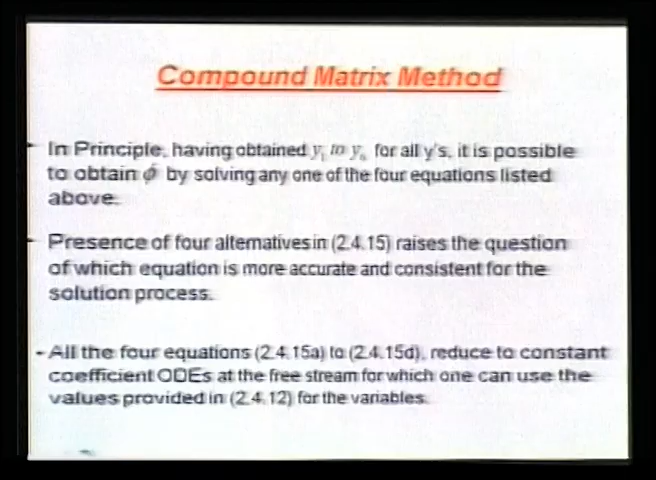 Compound Matrix Method
- In Principle, having obtained y₁ to y₆ for all y's, it is possible
to obtain ϕ by solving any one of the four equations listed
above.
- Presence of four alternatives in (2.4.15) raises the question
of which equation is more accurate and consistent for the
solution process.
- All the four equations (2.4.15a) to (2.4.15d), reduce to constant
coefficient ODEs at the free stream for which one can use the
values provided in (2.4.12) for the variables.